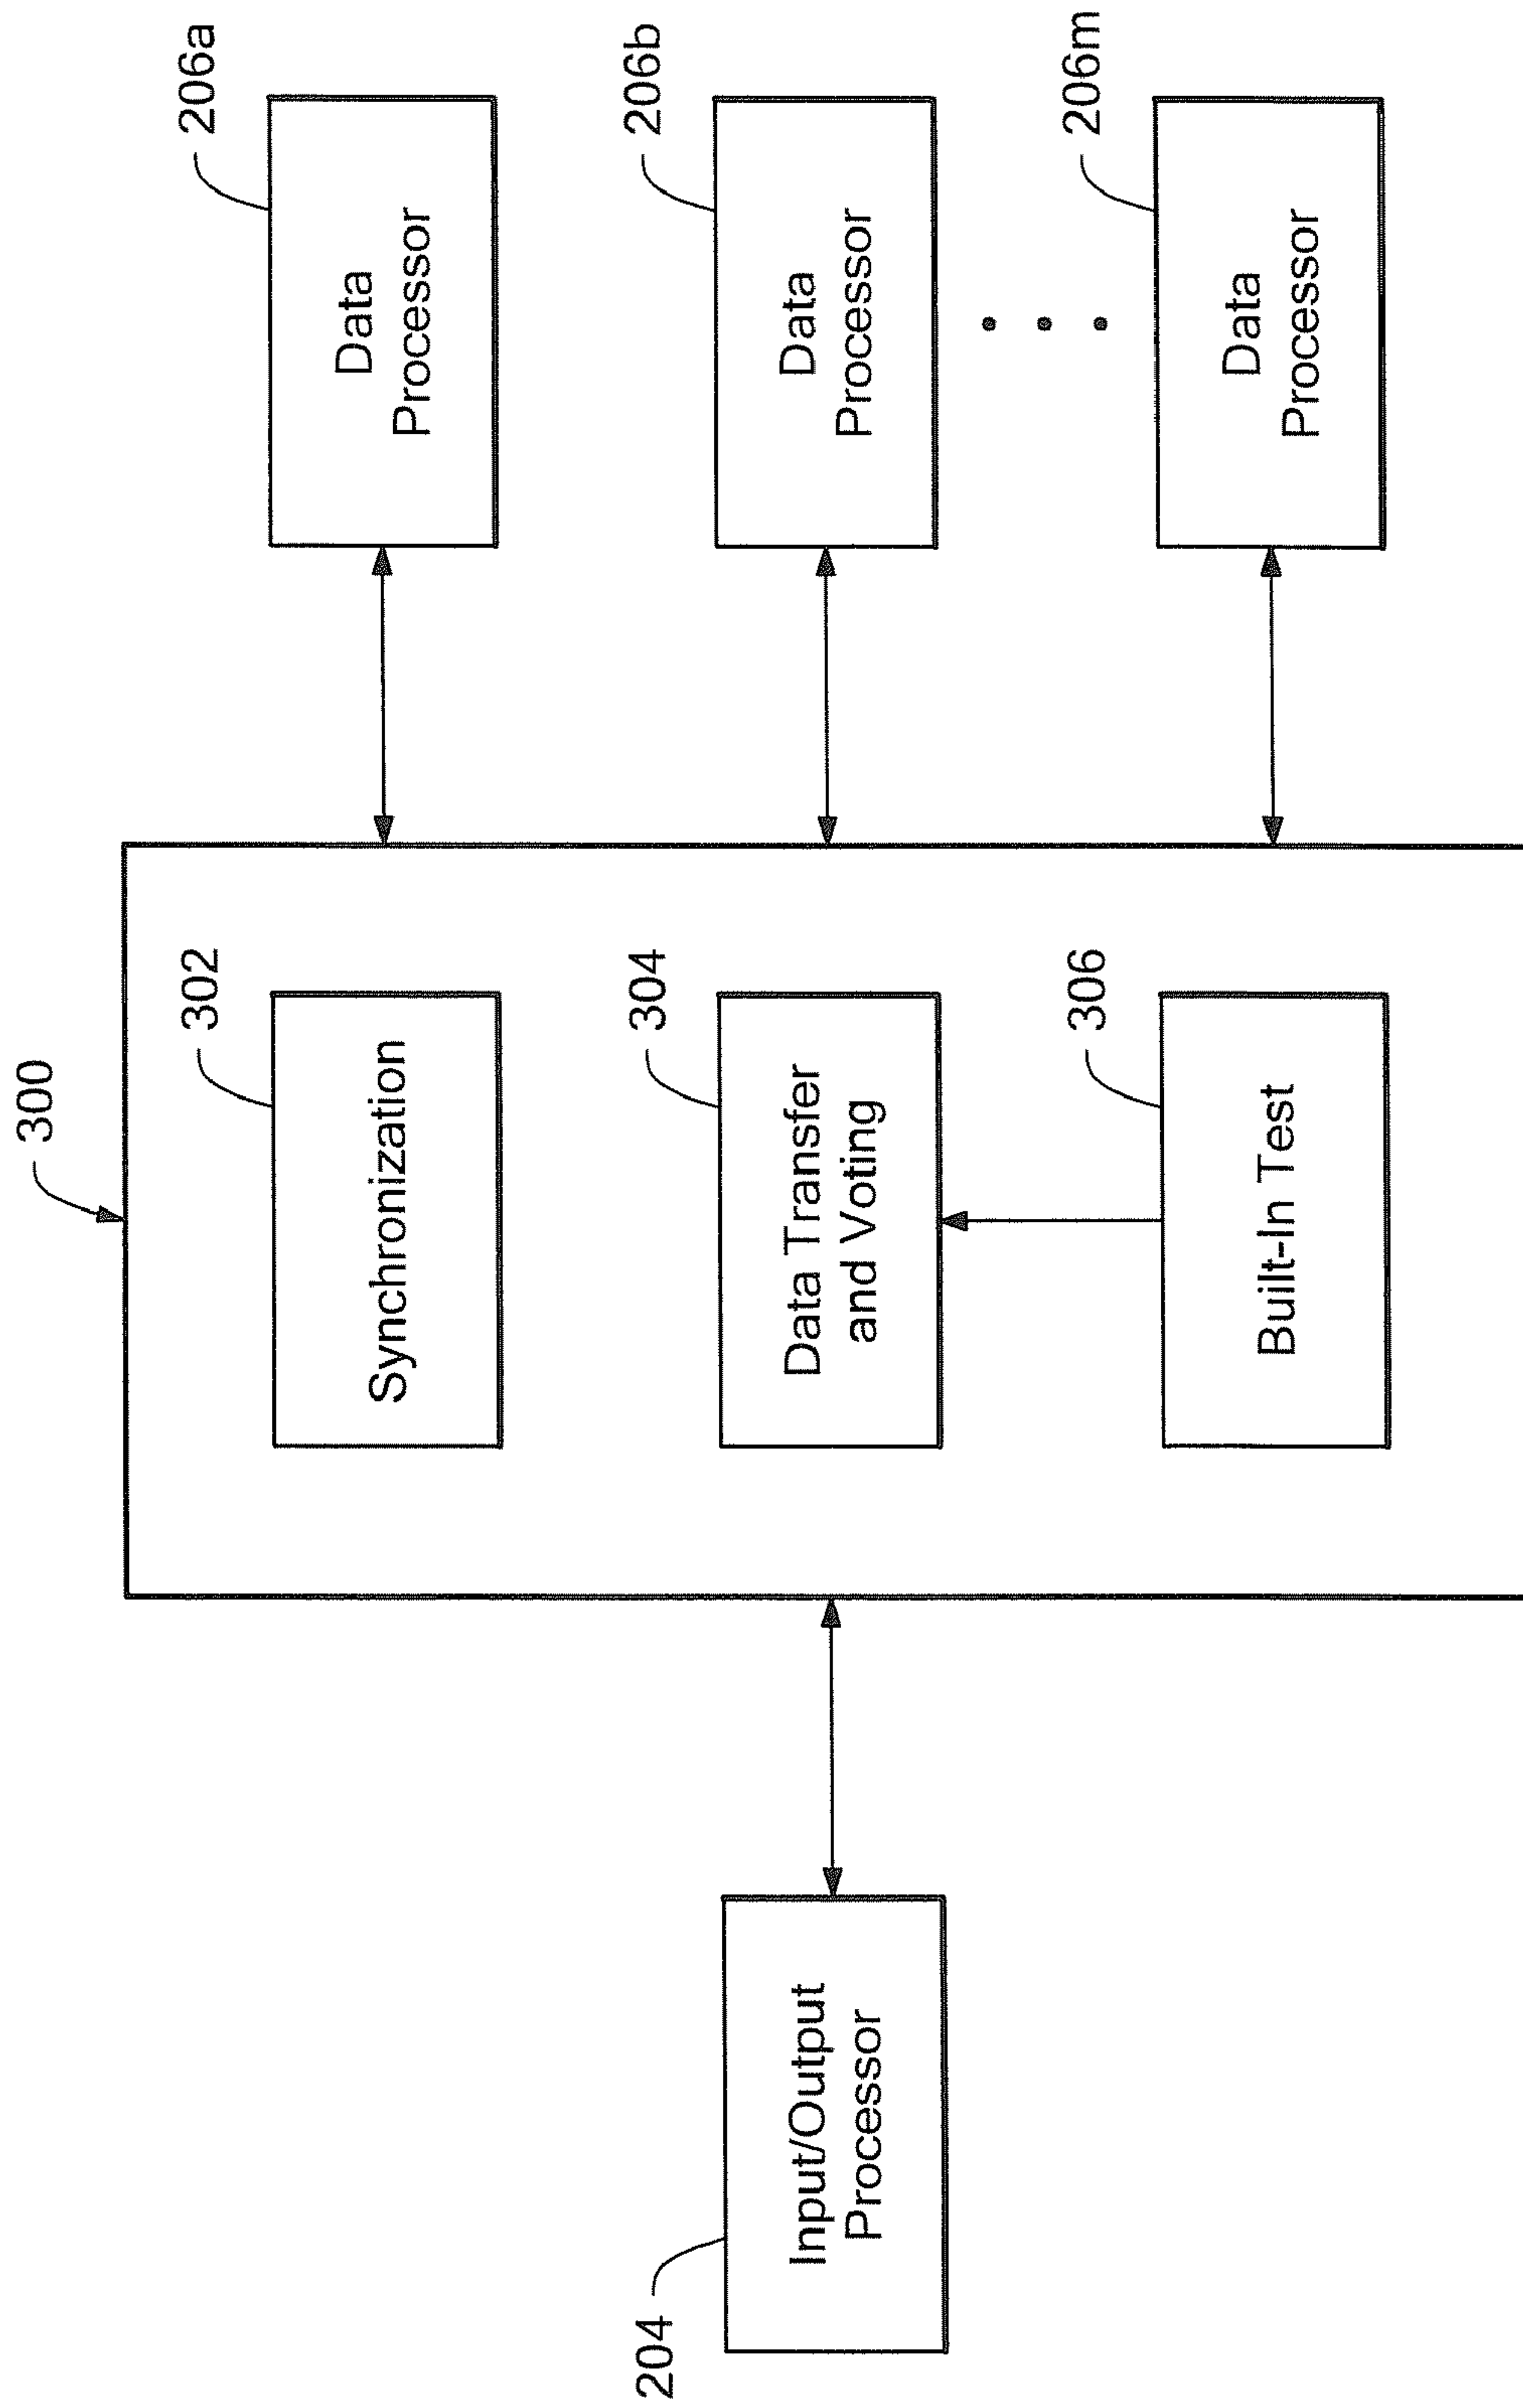 300
204
Input/Output
Processor
302
Synchronization
304
Data Transfer
and Voting
306
Built-In Test
206a
Data
Processor
206b
Data
Processor
206m
Data
Processor